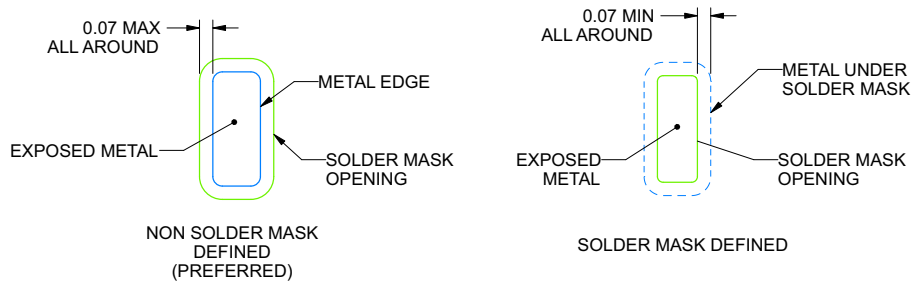 0.07 MAX
ALL AROUND
METAL EDGE
EXPOSED METAL
SOLDER MASK
OPENING
NON SOLDER MASK
DEFINED
(PREFERRED)
0.07 MIN
ALL AROUND
METAL UNDER
SOLDER MASK
EXPOSED
METAL
SOLDER MASK
OPENING
SOLDER MASK DEFINED